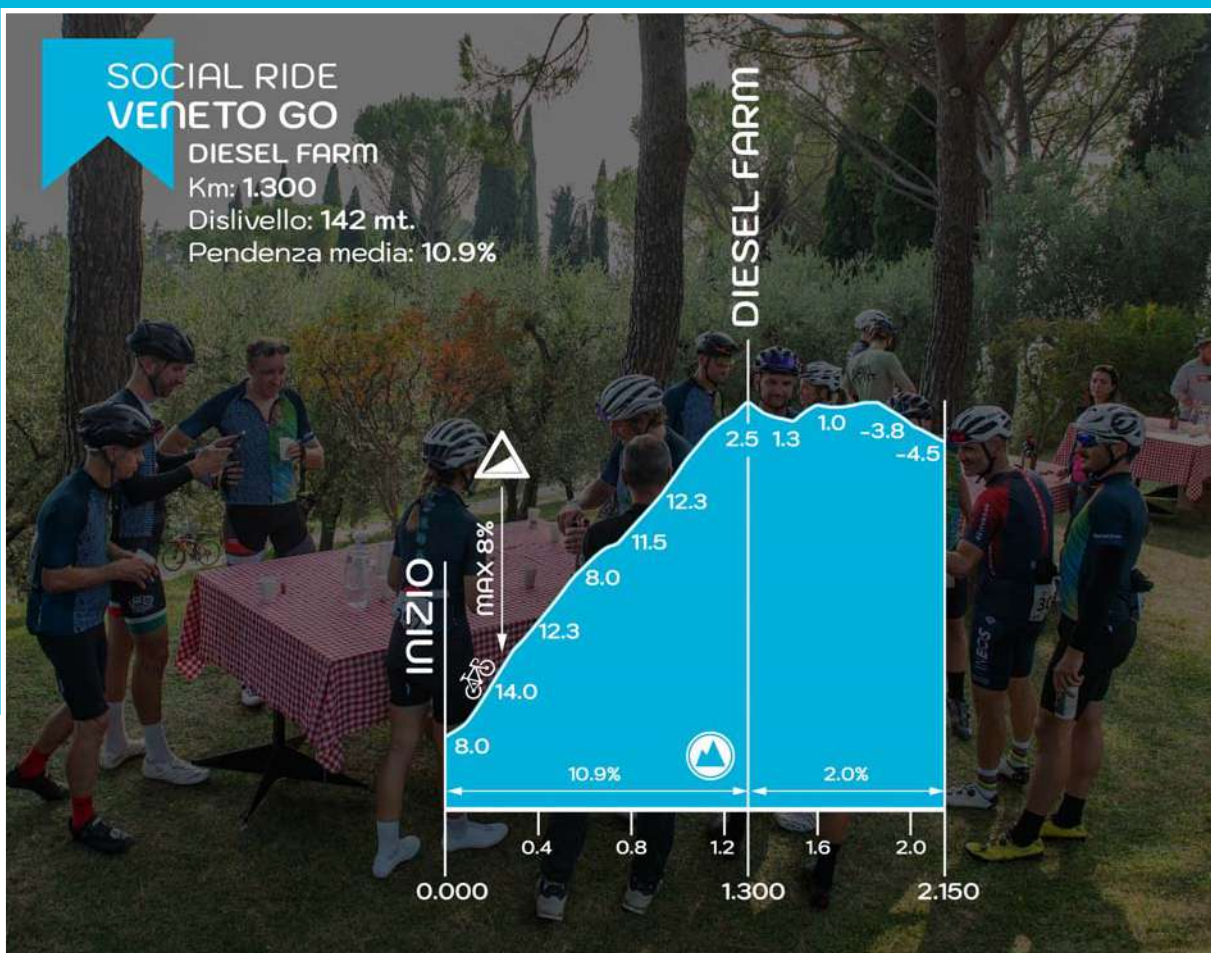 SOCIAL RIDE
VENETO GO
DIESEL FARM
Km: 1.300
Dislivello: 142 mt.
Pendenza media: 10.9%
DIESEL FARM
INIZIO
MAX 8%
8.0
14.0
12.3
8.0
11.5
12.3
2.5
1.3
1.0
-3.8
-4.5
10.9%
2.0%
0.4
0.8
1.2
1.6
2.0
0.000
1.300
2.150
INEOS